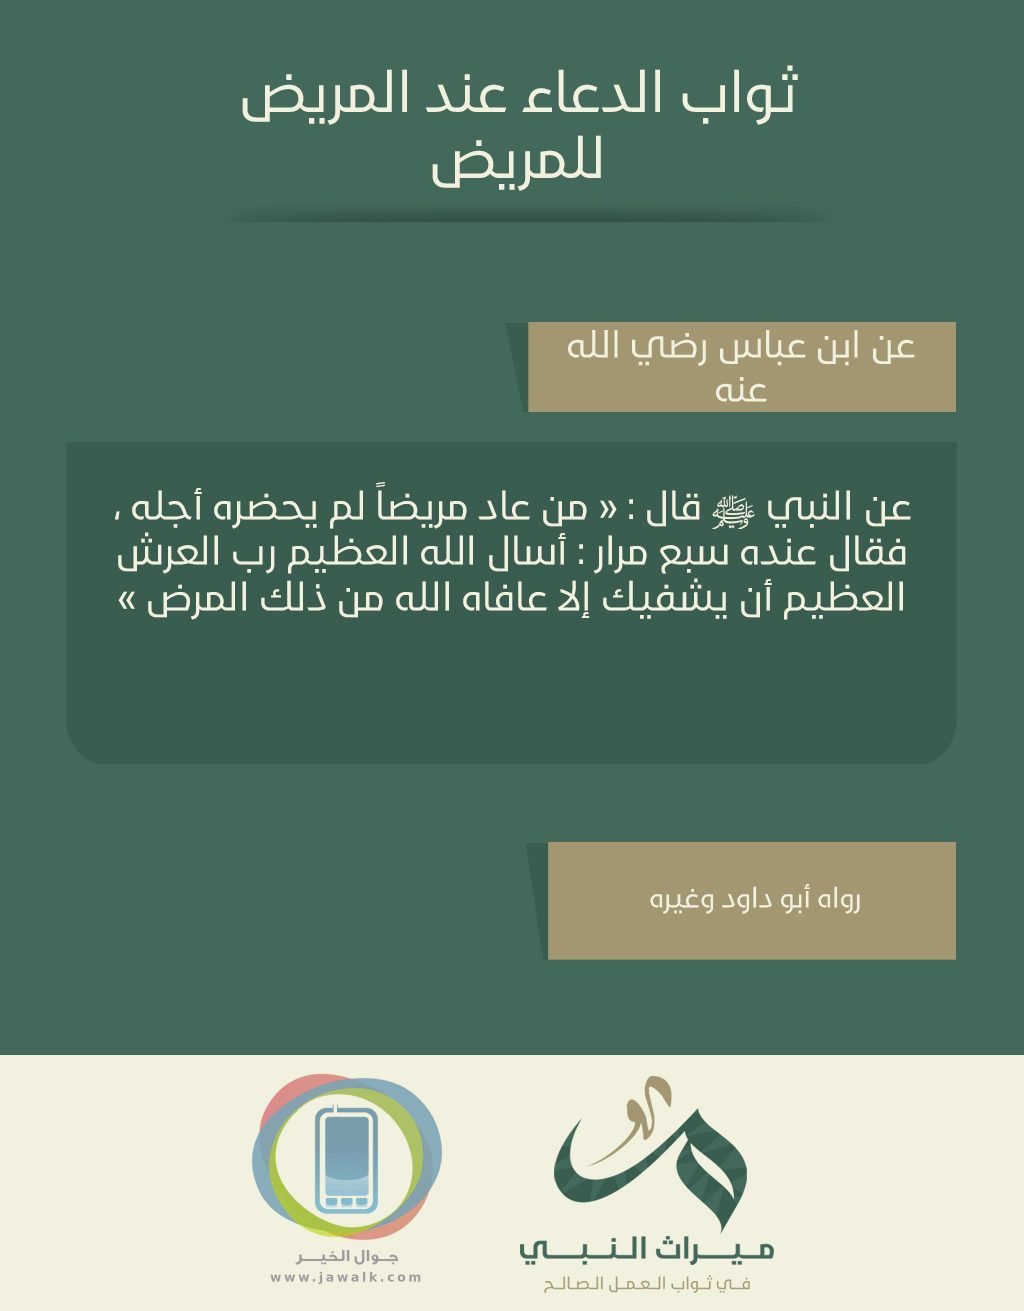 ثواب الدعاء عند المريض
للمريض
عن ابن عباس رضي الله
عنه
عن النبي ﷺ قال : « من عاد مريضاً لم يحضره أجله ،
فقال عنده سبع مرار : أسال الله العظيم رب العرش
العظيم أن يشفيك إلا عافاه الله من ذلك المرض »
رواه أبو داود وغيره
ميراث النبي
في ثواب العمل الصالح
جوال الخير
www.jawalk.com